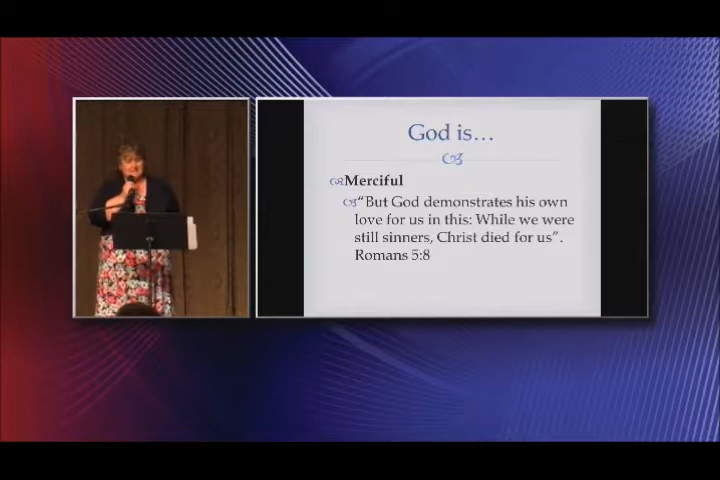 God is…
Merciful
“But God demonstrates his own
love for us in this: While we were
still sinners, Christ died for us”.
Romans 5:8